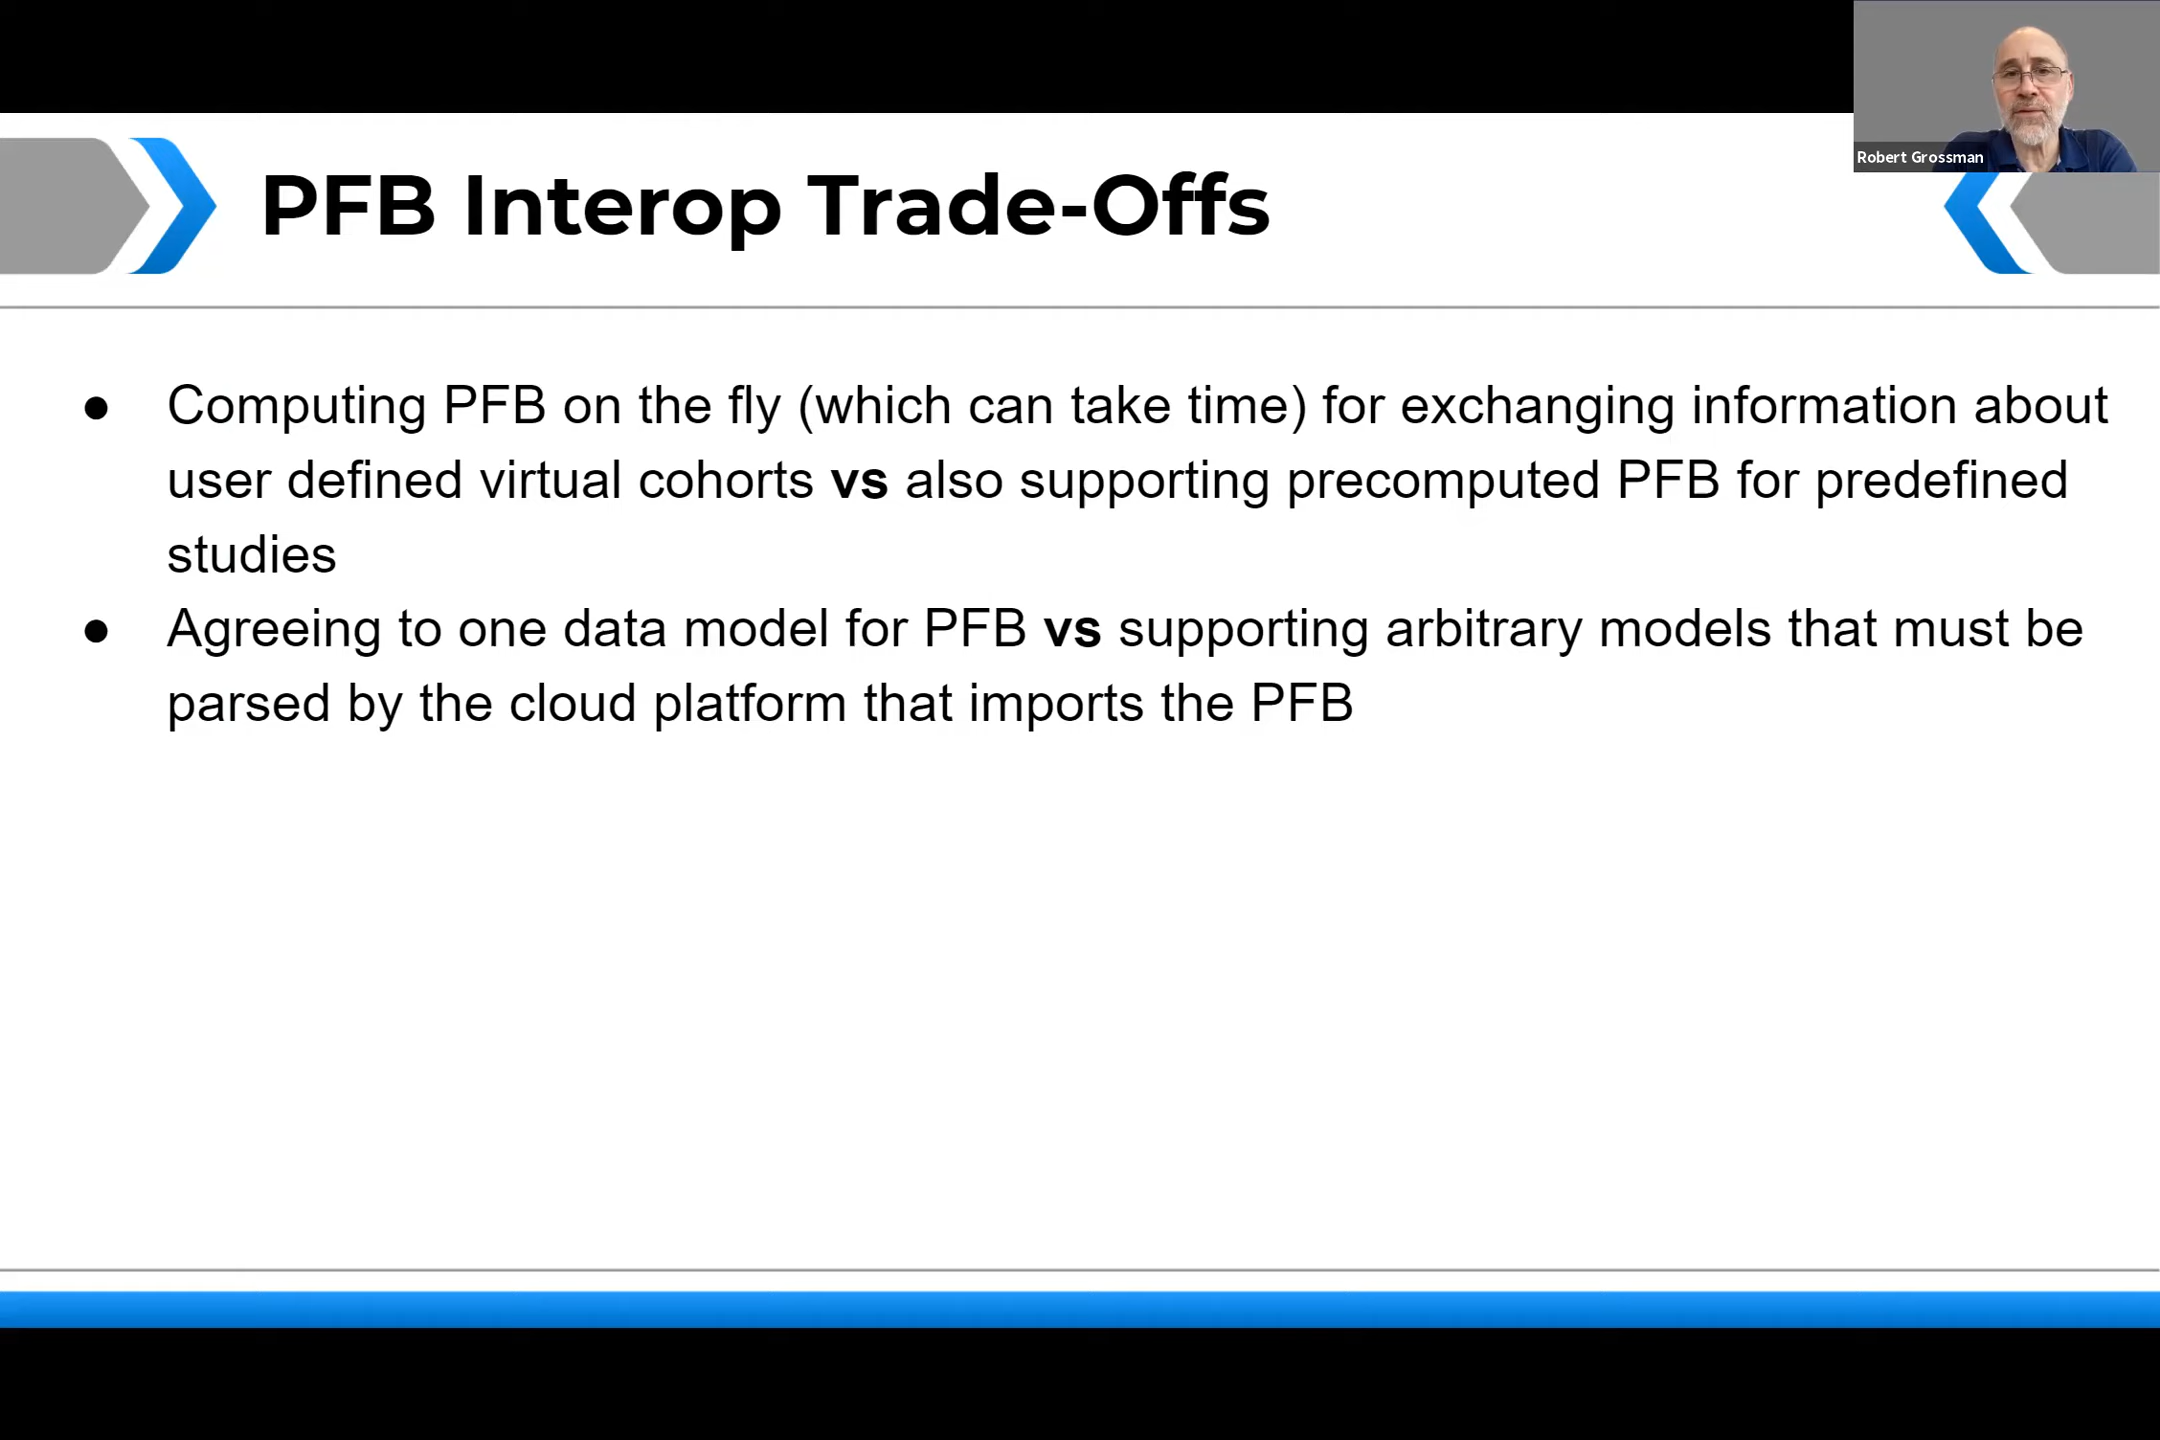 Robert Grossman
PFB Interop Trade-Offs
● Computing PFB on the fly (which can take time) for exchanging information about
user defined virtual cohorts vs also supporting precomputed PFB for predefined
studies
● Agreeing to one data model for PFB vs supporting arbitrary models that must be
parsed by the cloud platform that imports the PFB